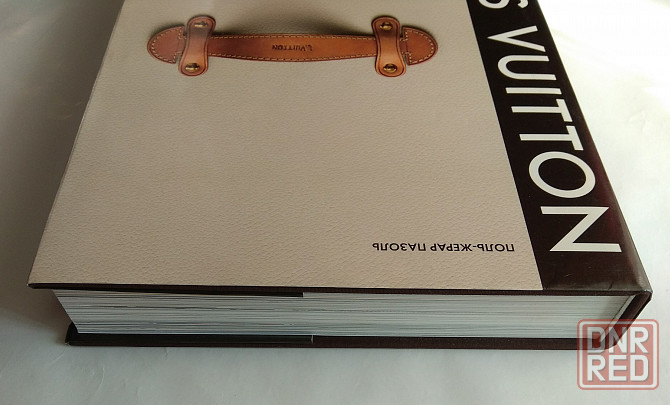 S VUITTON
L. VUITTON
ПОЛЬ-ЖЕРАР ПАЗОЛЬ
DNR
RED